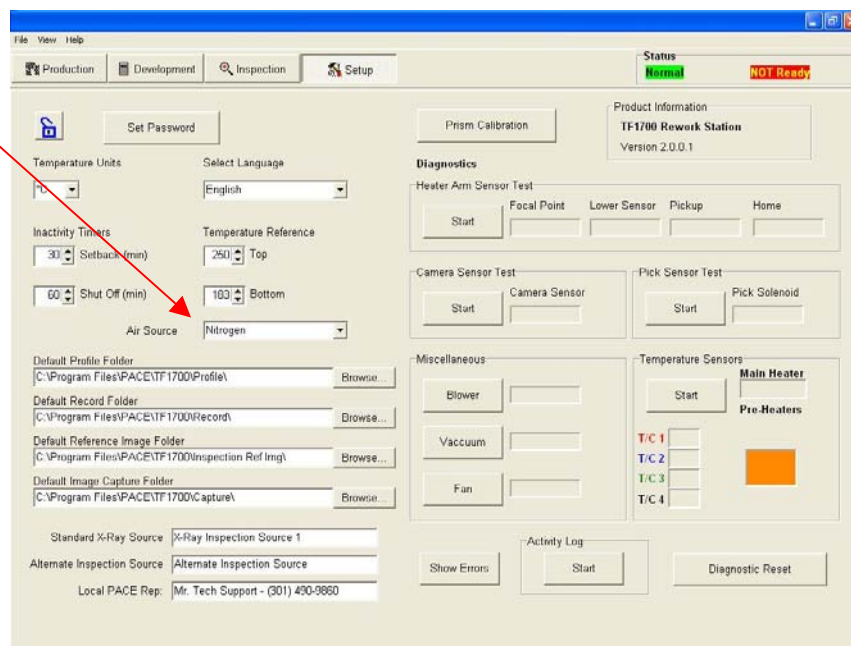 File View Help
Production Development Inspection Setup
Status
Normal NOT Ready
Set Password
Temperature Units Select Language
°C English
Inactivity Timers Temperature Reference
30 Setback (min) 250 Top
60 Shut Off (min) 183 Bottom
Air Source Nitrogen
Default Profile Folder
C:\Program Files\PACE\TF1700\Profile\ Browse...
Default Record Folder
C:\Program Files\PACE\TF1700\Record\ Browse...
Default Reference Image Folder
C:\Program Files\PACE\TF1700\Inspection Ref Img\ Browse...
Default Image Capture Folder
C:\Program Files\PACE\TF1700\Capture\ Browse...
Standard X-Ray Source X-Ray Inspection Source 1
Alternate Inspection Source Alternate Inspection Source
Local PACE Rep: Mr. Tech Support - (301) 490-9860
Prism Calibration
Product Information
TF1700 Rework Station
Version 2.0.0.1
Diagnostics
Heater Arm Sensor Test
Focal Point Lower Sensor Pickup Home
Start
Camera Sensor Test
Camera Sensor
Start
Pick Sensor Test
Pick Solenoid
Start
Miscellaneous
Blower
Vaccuum
Fan
Temperature Sensors
Main Heater
Start
Pre-Heaters
T/C 1
T/C 2
T/C 3
T/C 4
Show Errors
Activity Log
Start
Diagnostic Reset